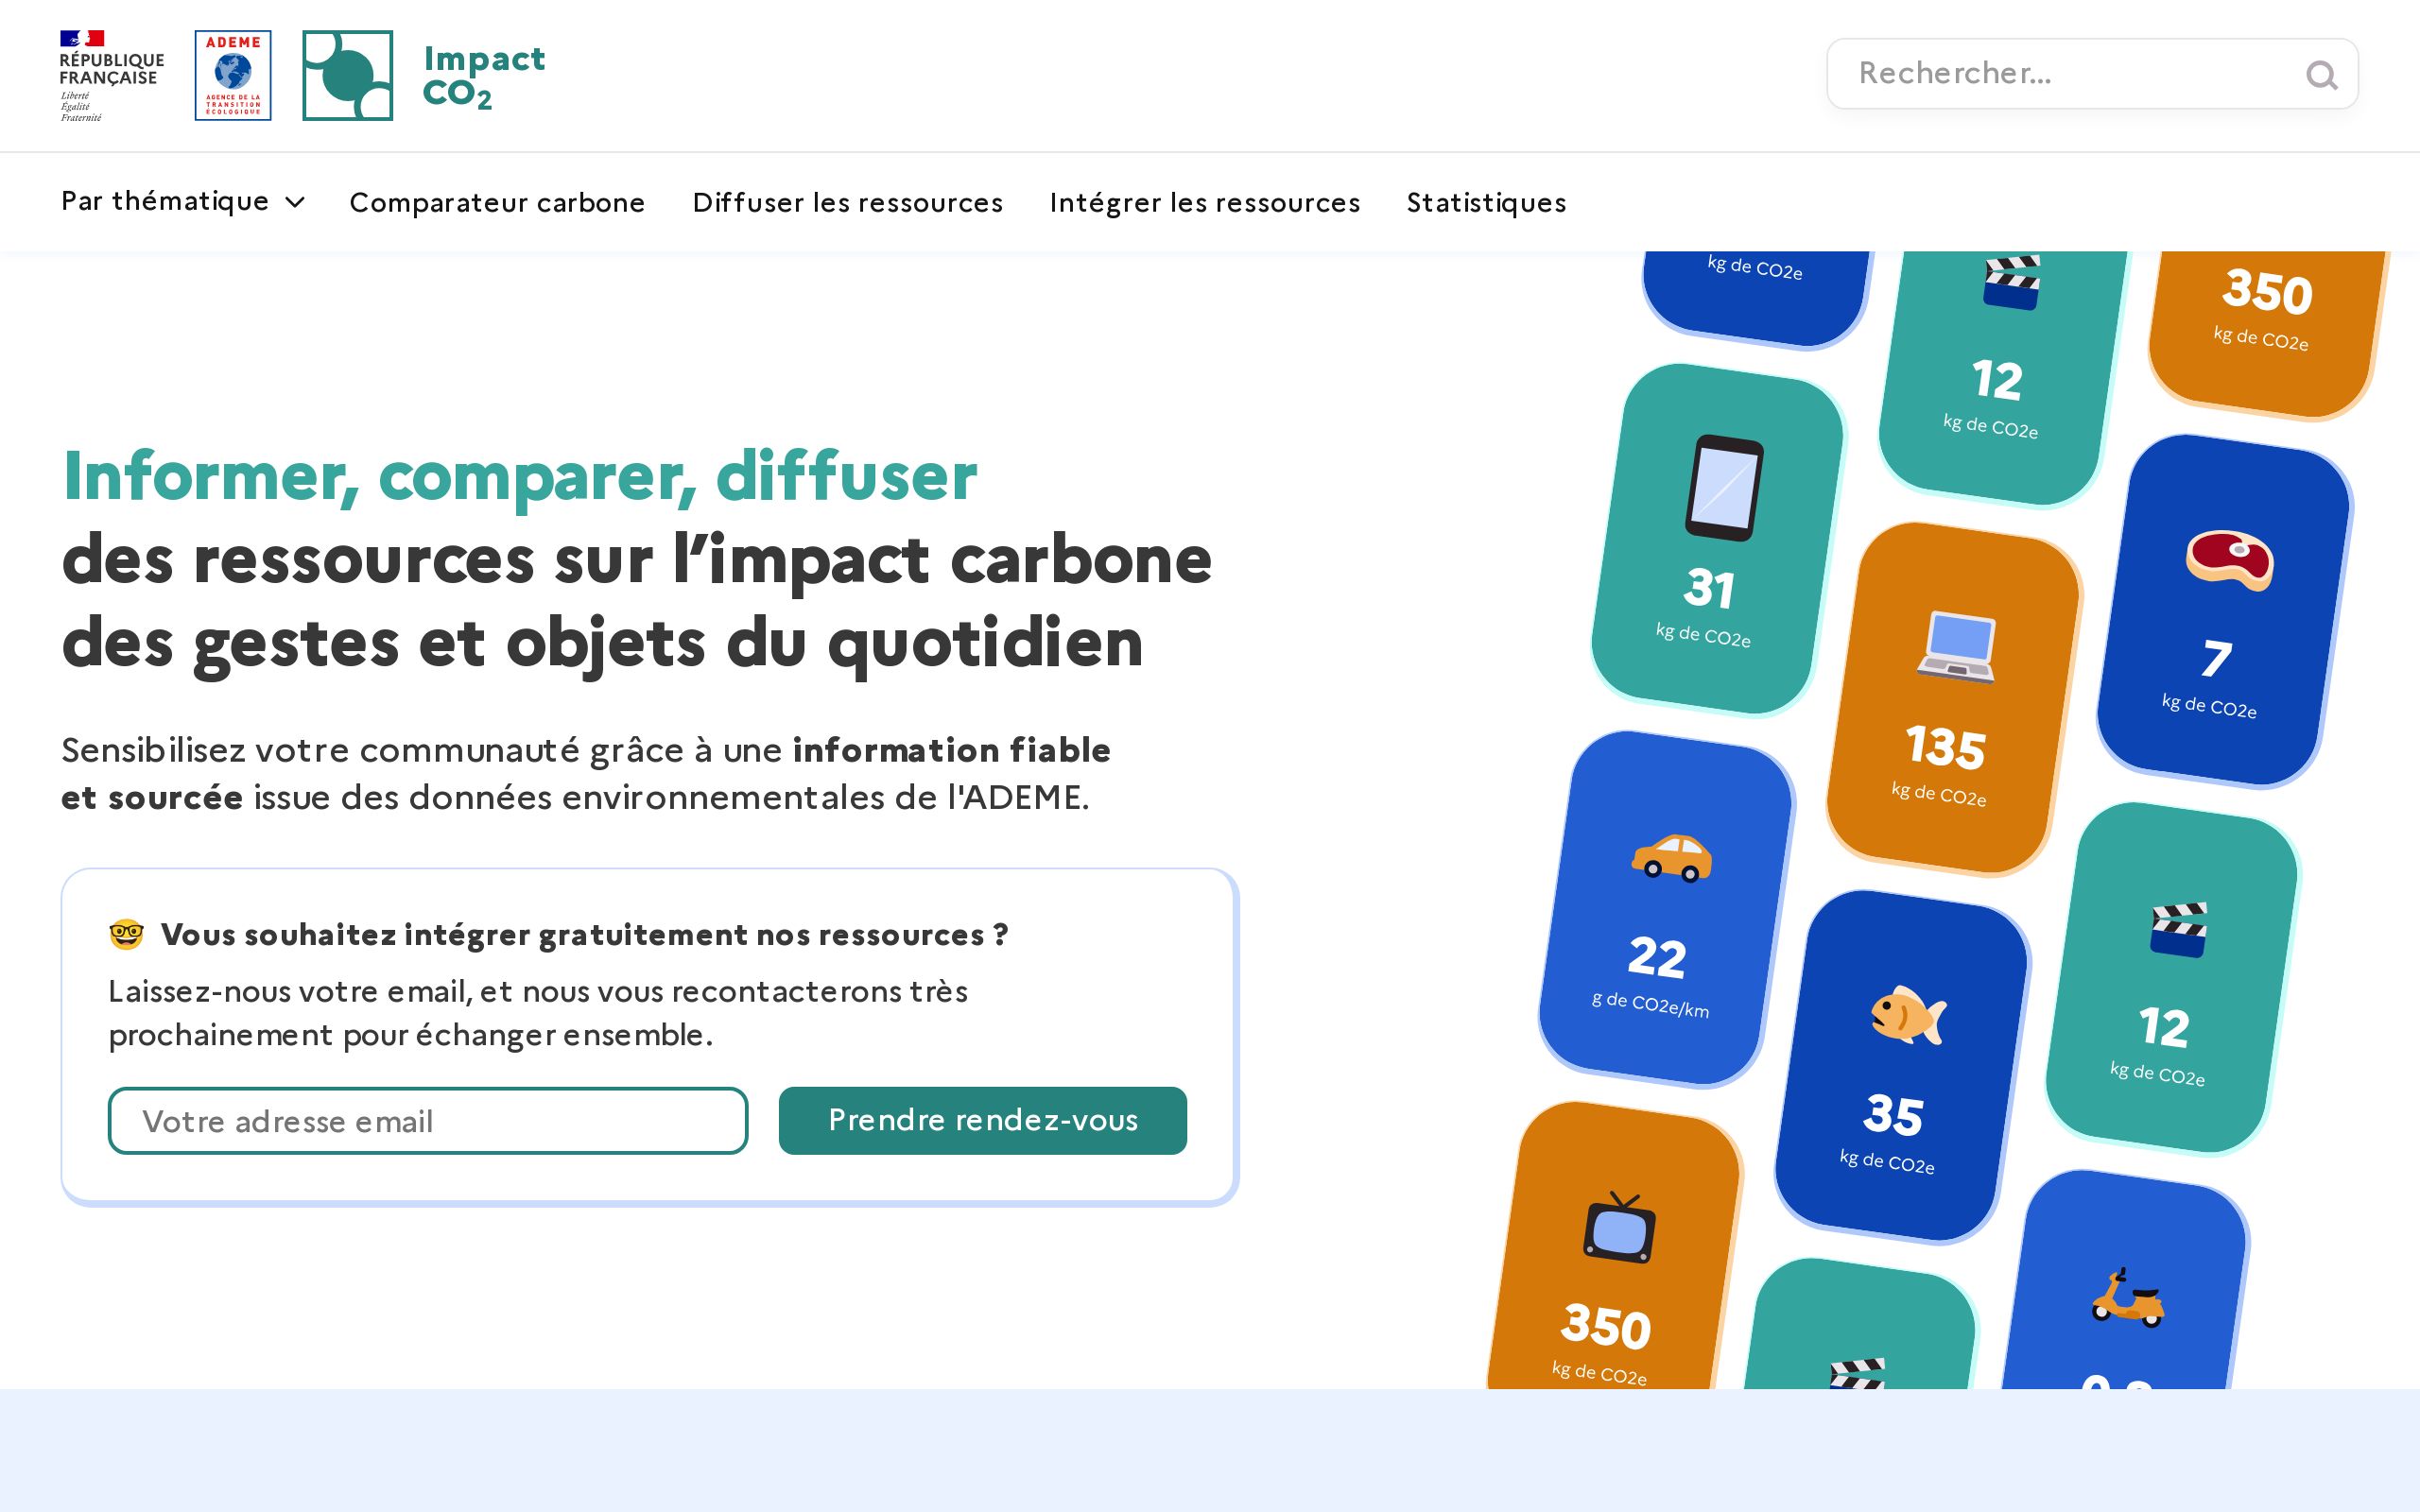 RÉPUBLIQUE
FRANÇAISE
Liberté
Égalité
Fraternité
ADEME
AGENCE DE LA
TRANSITION
ÉCOLOGIQUE
Impact
CO2
Rechercher...
Par thématique
Comparateur carbone
Diffuser les ressources
Intégrer les ressources
Statistiques
Informer, comparer, diffuser
des ressources sur l’impact carbone
des gestes et objets du quotidien
Sensibilisez votre communauté grâce à une information fiable
et sourcée issue des données environnementales de l'ADEME.
🤓 Vous souhaitez intégrer gratuitement nos ressources ?
Laissez-nous votre email, et nous vous recontacterons très
prochainement pour échanger ensemble.
Votre adresse email
Prendre rendez-vous
kg de CO2e
31
kg de CO2e
22
g de CO2e/km
350
kg de CO2e
12
kg de CO2e
135
kg de CO2e
35
kg de CO2e
350
kg de CO2e
7
kg de CO2e
12
kg de CO2e